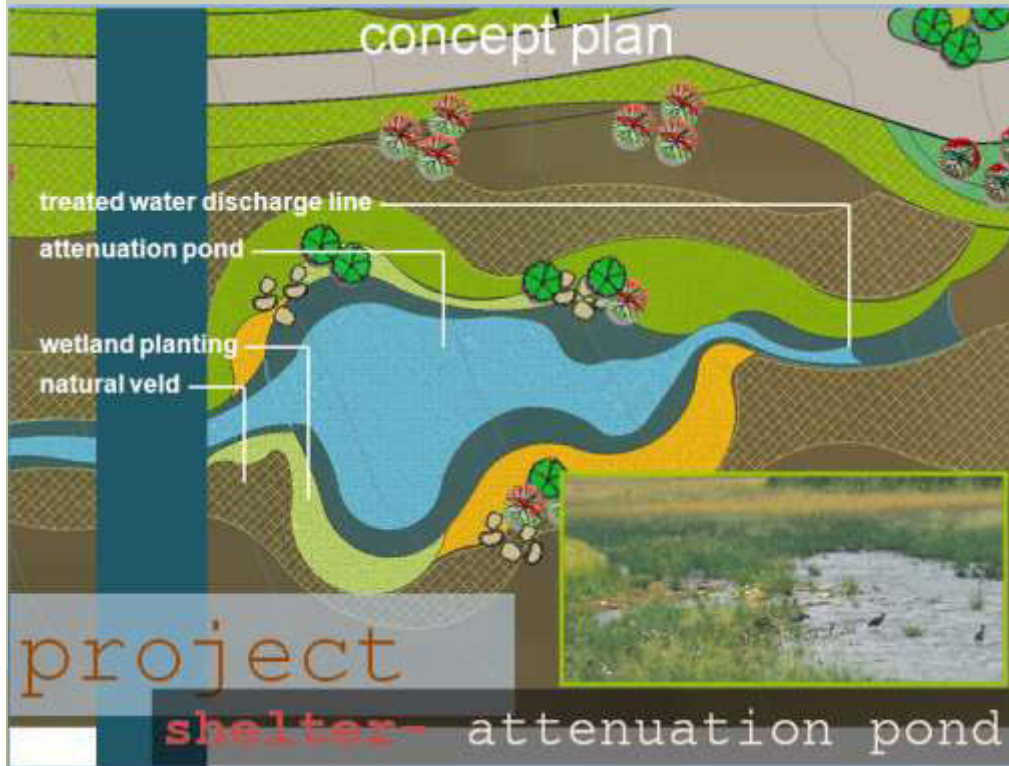 concept plan
treated water discharge line
attenuation pond
wetland planting
natural veld
project
shelter- attenuation pond